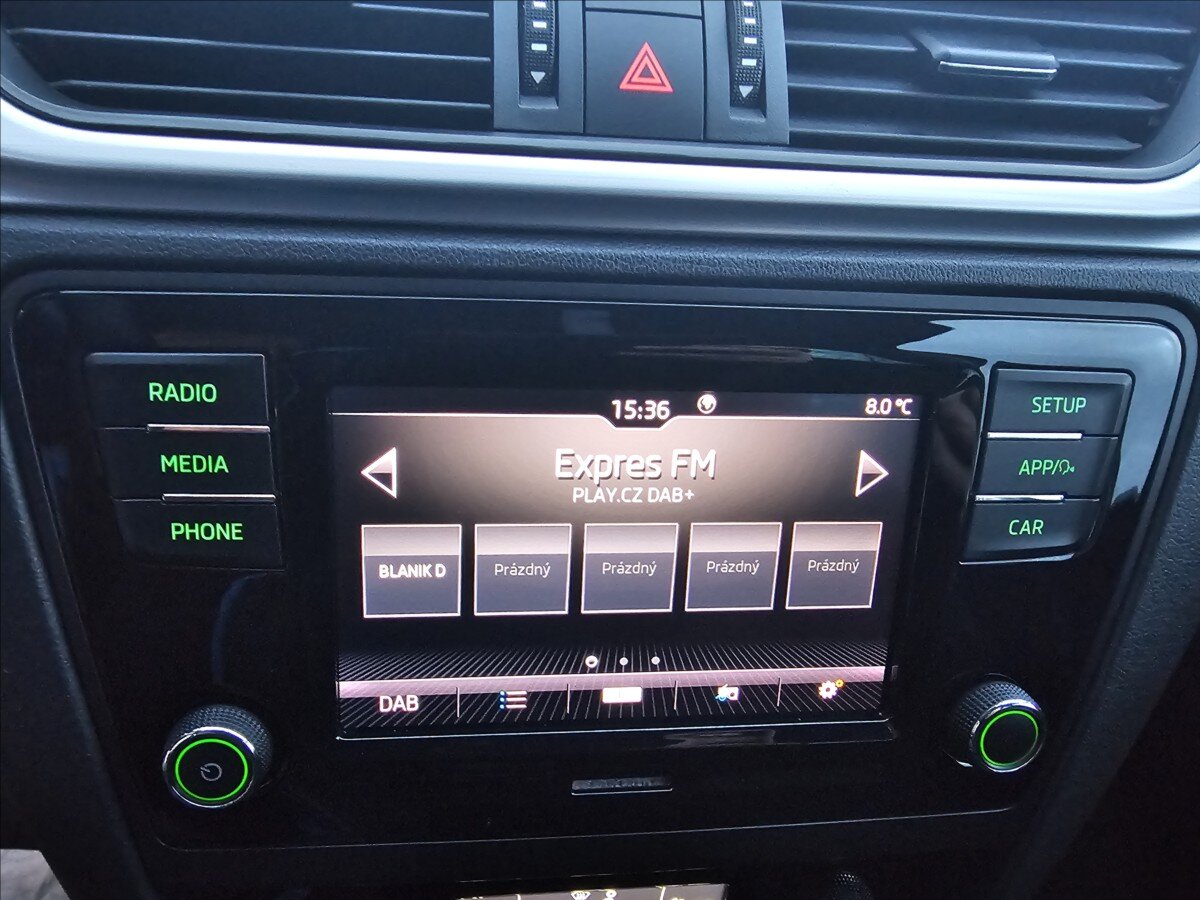 RADIO
MEDIA
PHONE
15:36
8.0 °C
Expres FM
PLAY.CZ DAB+
BLANIK D
Prázdný
Prázdný
Prázdný
Prázdný
DAB
SETUP
APP/
CAR